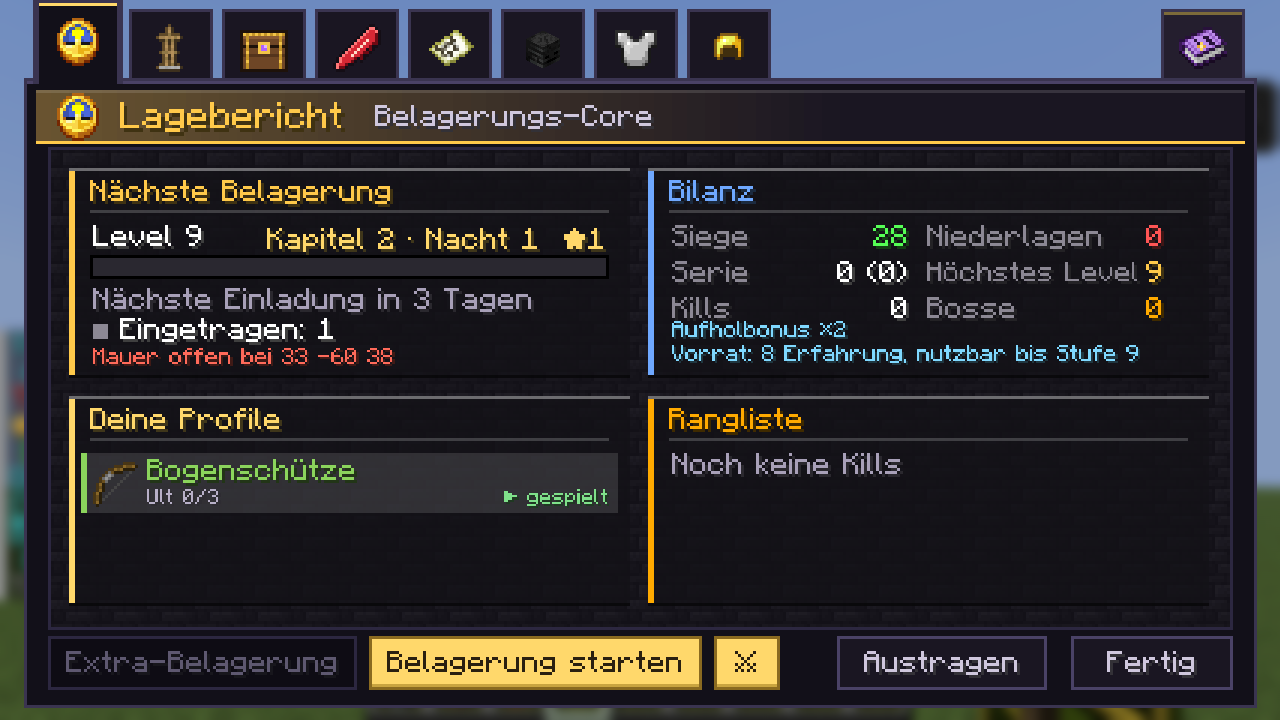 Lagebericht Belagerungs-Core
Nächste Belagerung
Level 9 Kapitel 2 · Nacht 1 ★1
Nächste Einladung in 3 Tagen
Eingetragen: 1
Mauer offen bei 33 -60 38
Bilanz
Siege 28 Niederlagen 0
Serie 0 (0) Höchstes Level 9
Kills 0 Bosse 0
Aufholbonus x2
Vorrat: 8 Erfahrung, nutzbar bis Stufe 9
Deine Profile
Bogenschütze
Ult 0/3 ▶ gespielt
Rangliste
Noch keine Kills
Extra-Belagerung Belagerung starten Austragen Fertig